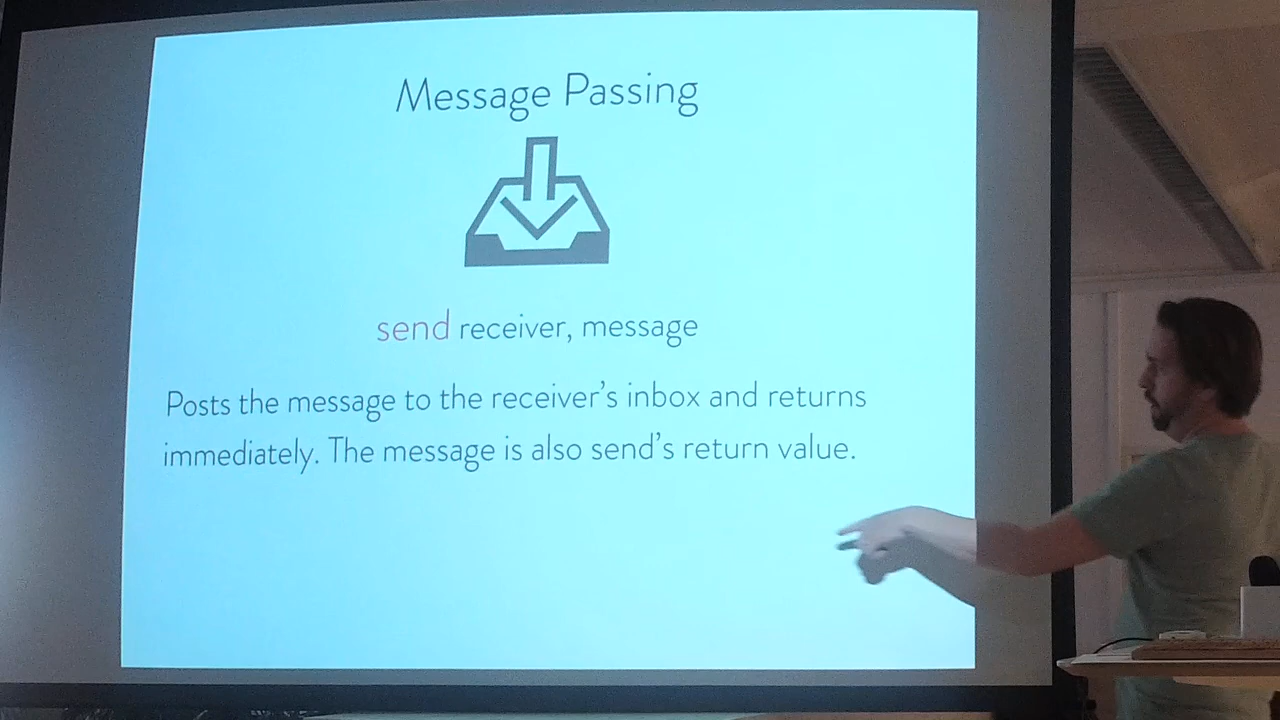 Message Passing
send receiver, message
Posts the message to the receiver's inbox and returns
immediately. The message is also send's return value.